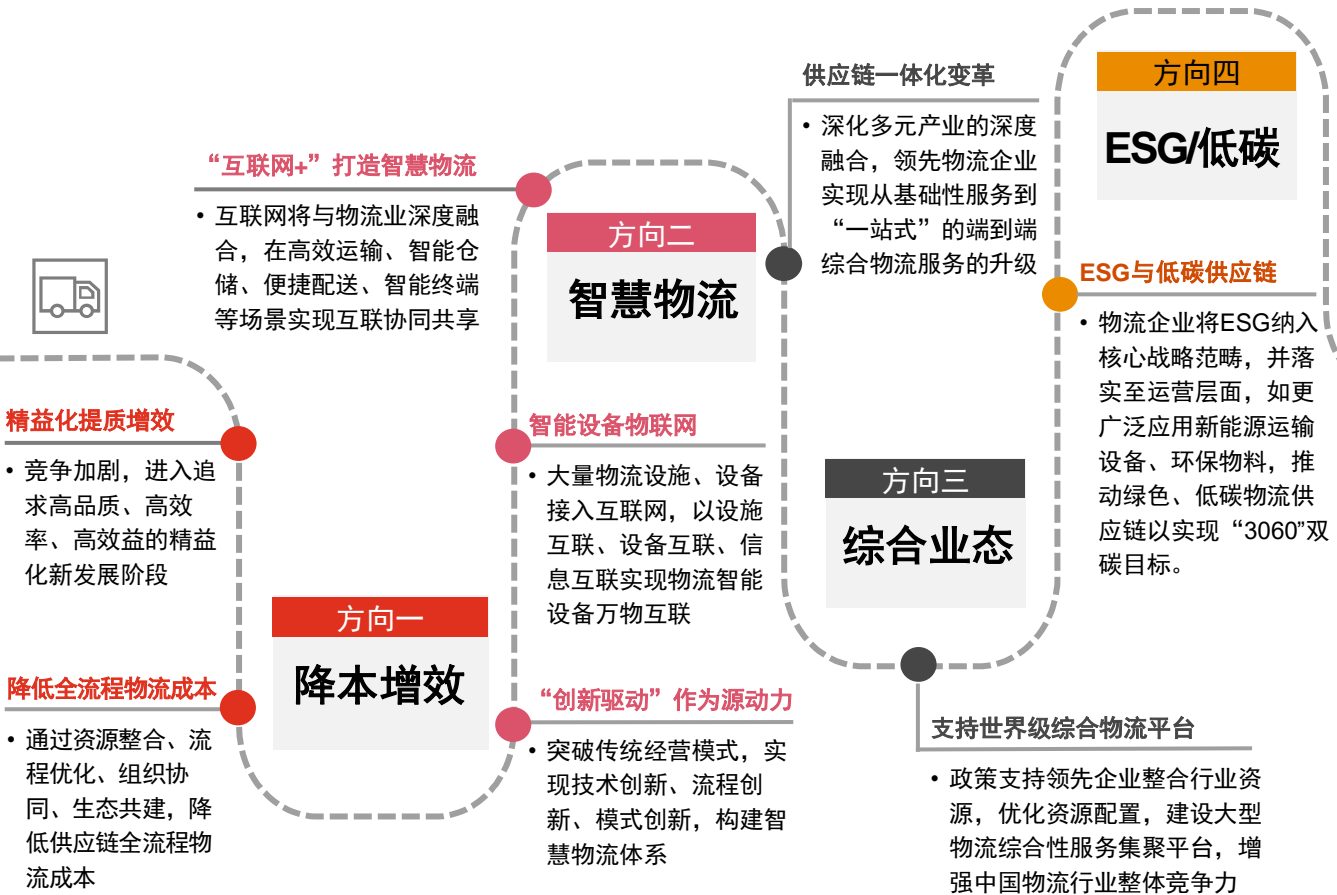 精益化提质增效
• 竞争加剧，进入追
求高品质、高效
率、高效益的精益
化新发展阶段
降低全流程物流成本
• 通过资源整合、流
程优化、组织协
同、生态共建，降
低供应链全流程物
流成本
方向一
降本增效
“互联网+”打造智慧物流
• 互联网将与物流业深度融
合，在高效运输、智能仓
储、便捷配送、智能终端
等场景实现互联协同共享
方向二
智慧物流
智能设备物联网
• 大量物流设施、设备
接入互联网，以设施
互联、设备互联、信
息互联实现物流智能
设备万物互联
“创新驱动”作为源动力
• 突破传统经营模式，实
现技术创新、流程创
新、模式创新，构建智
慧物流体系
供应链一体化变革
• 深化多元产业的深度
融合，领先物流企业
实现从基础性服务到
“一站式”的端到端
综合物流服务的升级
方向三
综合业态
支持世界级综合物流平台
• 政策支持领先企业整合行业资
源，优化资源配置，建设大型
物流综合性服务集聚平台，增
强中国物流行业整体竞争力
方向四
ESG/低碳
ESG与低碳供应链
• 物流企业将ESG纳入
核心战略范畴，并落
实至运营层面，如更
广泛应用新能源运输
设备、环保物料，推
动绿色、低碳物流供
应链以实现“3060”双
碳目标。